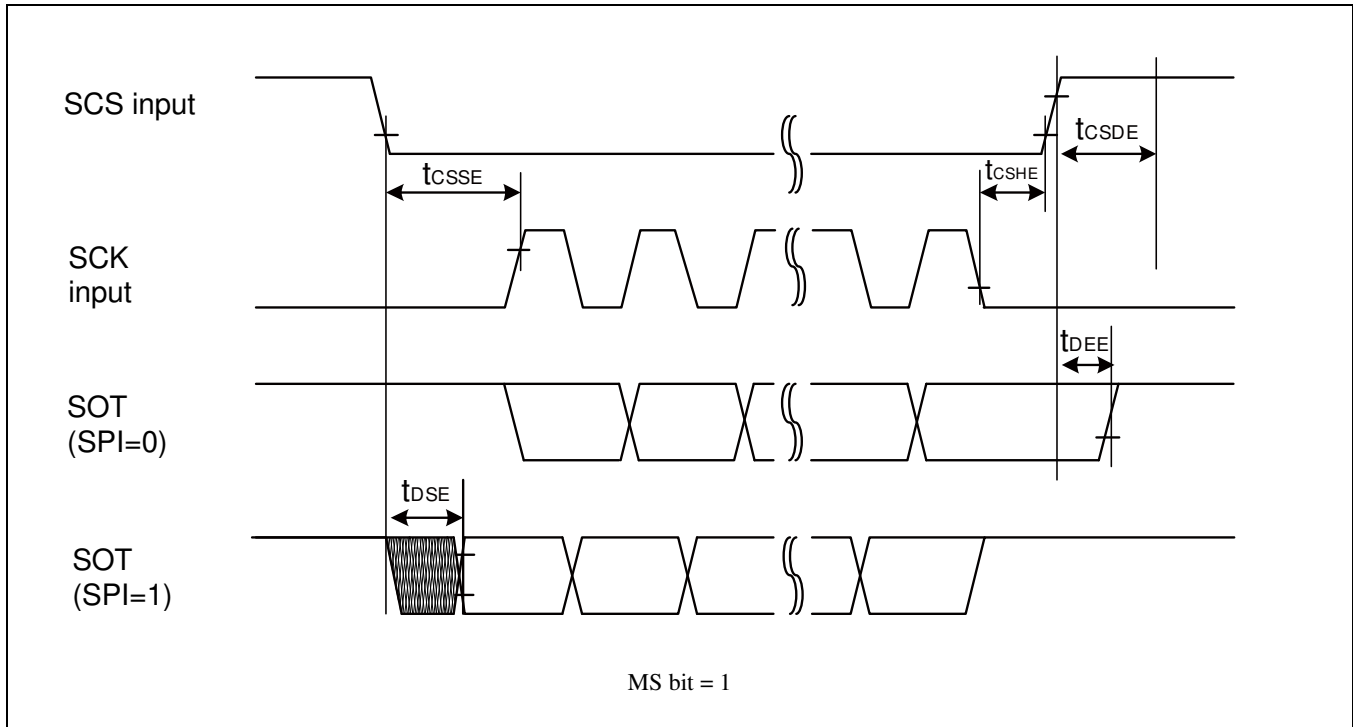 SCS input
tCSDE
tCSSE
tCSHE
SCK
input
tDEE
SOT
(SPI=0)
tDSE
SOT
(SPI=1)
MS bit = 1